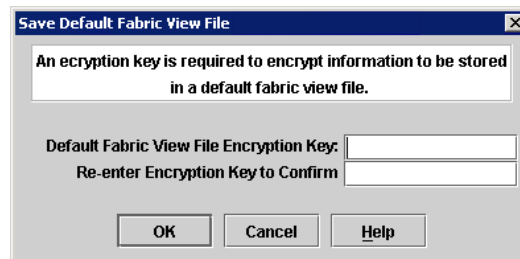 Save Default Fabric View File
An ecryption key is required to encrypt information to be stored
in a default fabric view file.
Default Fabric View File Encryption Key:
Re-enter Encryption Key to Confirm
OK Cancel Help